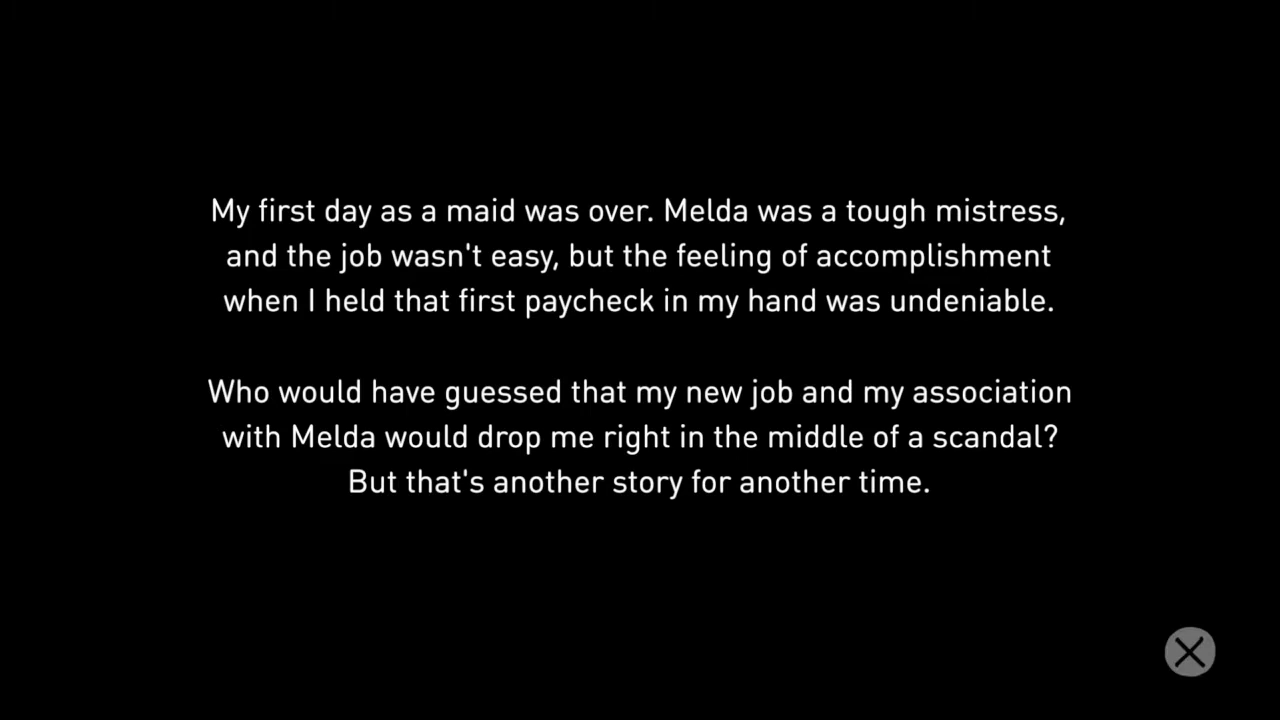 My first day as a maid was over. Melda was a tough mistress,
and the job wasn't easy, but the feeling of accomplishment
when I held that first paycheck in my hand was undeniable.
Who would have guessed that my new job and my association
with Melda would drop me right in the middle of a scandal?
But that's another story for another time.